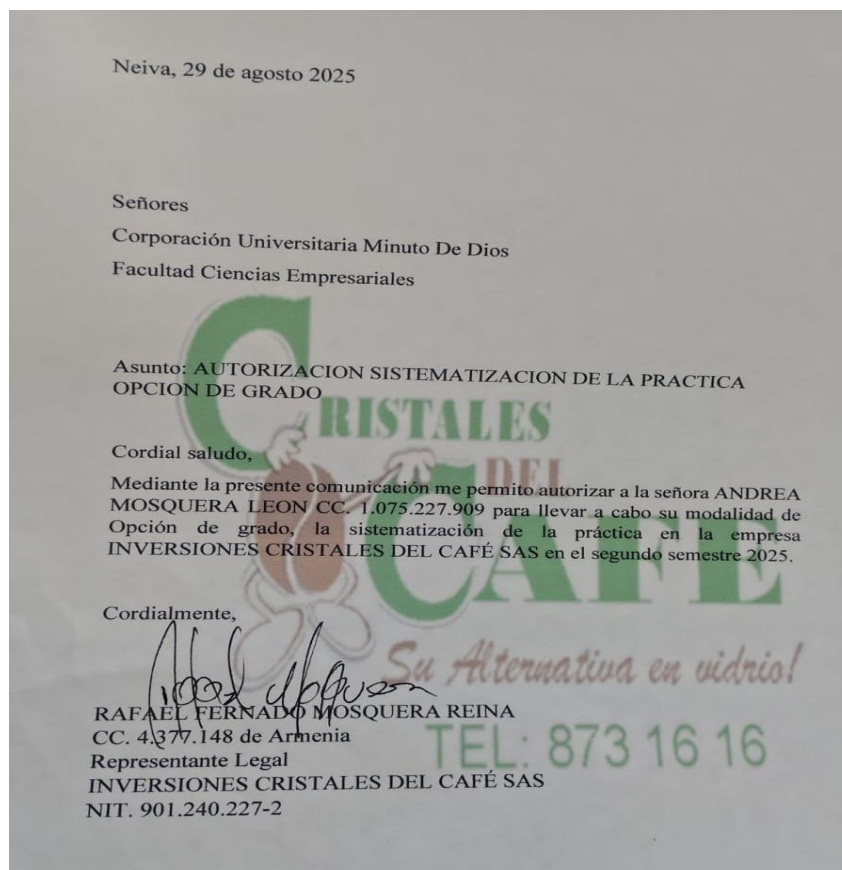 Neiva, 29 de agosto 2025
Señores
Corporación Universitaria Minuto De Dios
Facultad Ciencias Empresariales
Asunto: AUTORIZACION SISTEMATIZACION DE LA PRACTICA
OPCION DE GRADO
CRISTALES
DEL
CAFE
Cordial saludo,
Mediante la presente comunicación me permito autorizar a la señora ANDREA
MOSQUERA LEON CC. 1.075.227.909 para llevar a cabo su modalidad de
Opción de grado, la sistematización de la práctica en la empresa
INVERSIONES CRISTALES DEL CAFÉ SAS en el segundo semestre 2025.
Cordialmente,
Su Alternativa en vidrio!
RAFAEL FERNADO MOSQUERA REINA
CC. 4.377.148 de Armenia
TEL: 873 16 16
Representante Legal
INVERSIONES CRISTALES DEL CAFÉ SAS
NIT. 901.240.227-2